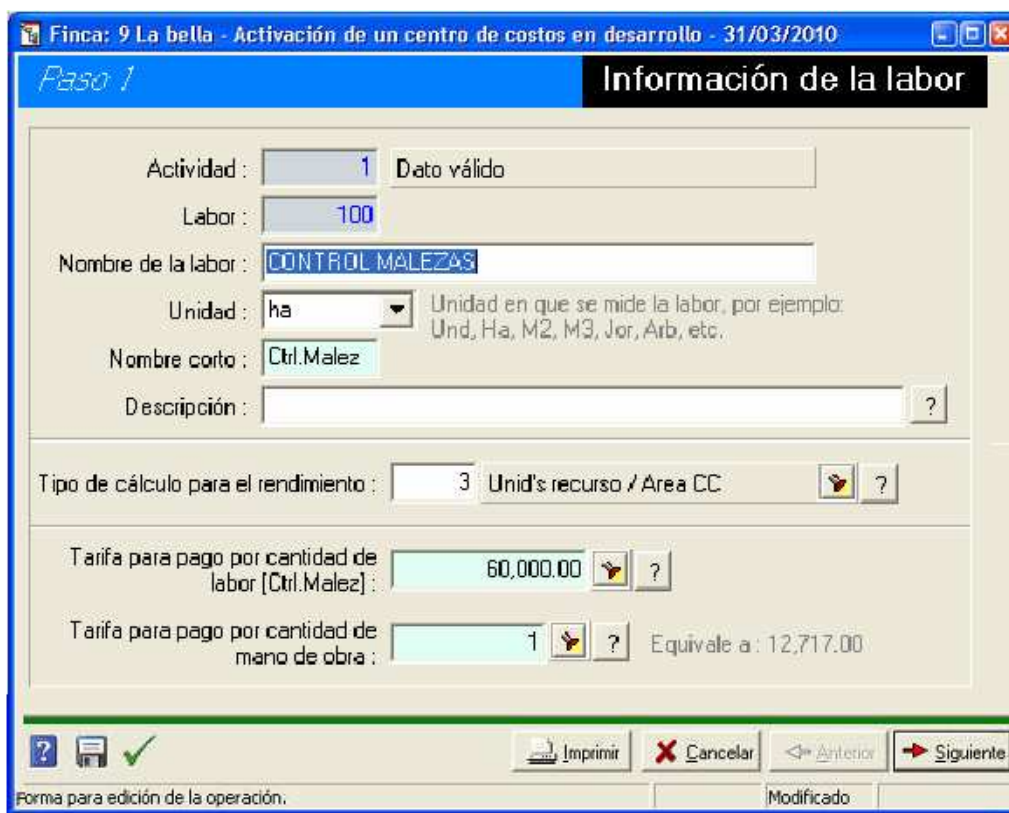 Finca: 9 La bella - Activación de un centro de costos en desarrollo - 31/03/2010
Paso 1
Información de la labor
Actividad : 1 Dato válido
Labor : 100
Nombre de la labor : CONTROL MALEZAS
Unidad : ha
Unidad en que se mide la labor, por ejemplo:
Und, Ha, M2, M3, Jor, Arb, etc.
Nombre corto : Ctrl.Malez
Descripción : ?
Tipo de cálculo para el rendimiento : 3 Unid's recurso / Area CC ?
Tarifa para pago por cantidad de
labor [Ctrl.Malez] : 60,000.00 ?
Tarifa para pago por cantidad de
mano de obra : 1 ? Equivale a : 12,717.00
? Imprimir Cancelar Anterior Siguiente
Forma para edición de la operación. Modificado